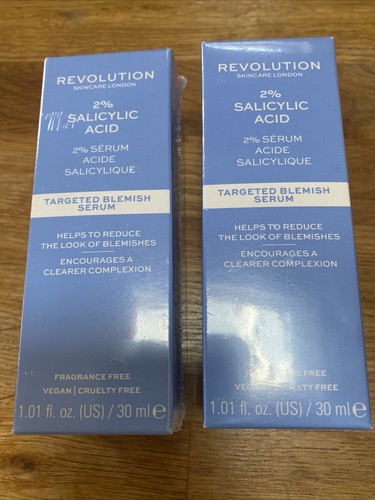 REVOLUTION
SKINCARE LONDON
2%
SALICYLIC
ACID
2% SÉRUM
ACIDE
SALICYLIQUE
TARGETED BLEMISH
SERUM
HELPS TO REDUCE
THE LOOK OF BLEMISHES
ENCOURAGES A
CLEARER COMPLEXION
FRAGRANCE FREE
VEGAN | CRUELTY FREE
1.01 fl. oz. (US) / 30 ml e
REVOLUTION
SKINCARE LONDON
2%
SALICYLIC
ACID
2% SÉRUM
ACIDE
SALICYLIQUE
TARGETED BLEMISH
SERUM
HELPS TO REDUCE
THE LOOK OF BLEMISHES
ENCOURAGES A
CLEARER COMPLEXION
FRAGRANCE FREE
VEGAN | CRUELTY FREE
1.01 fl. oz. (US) / 30 ml e